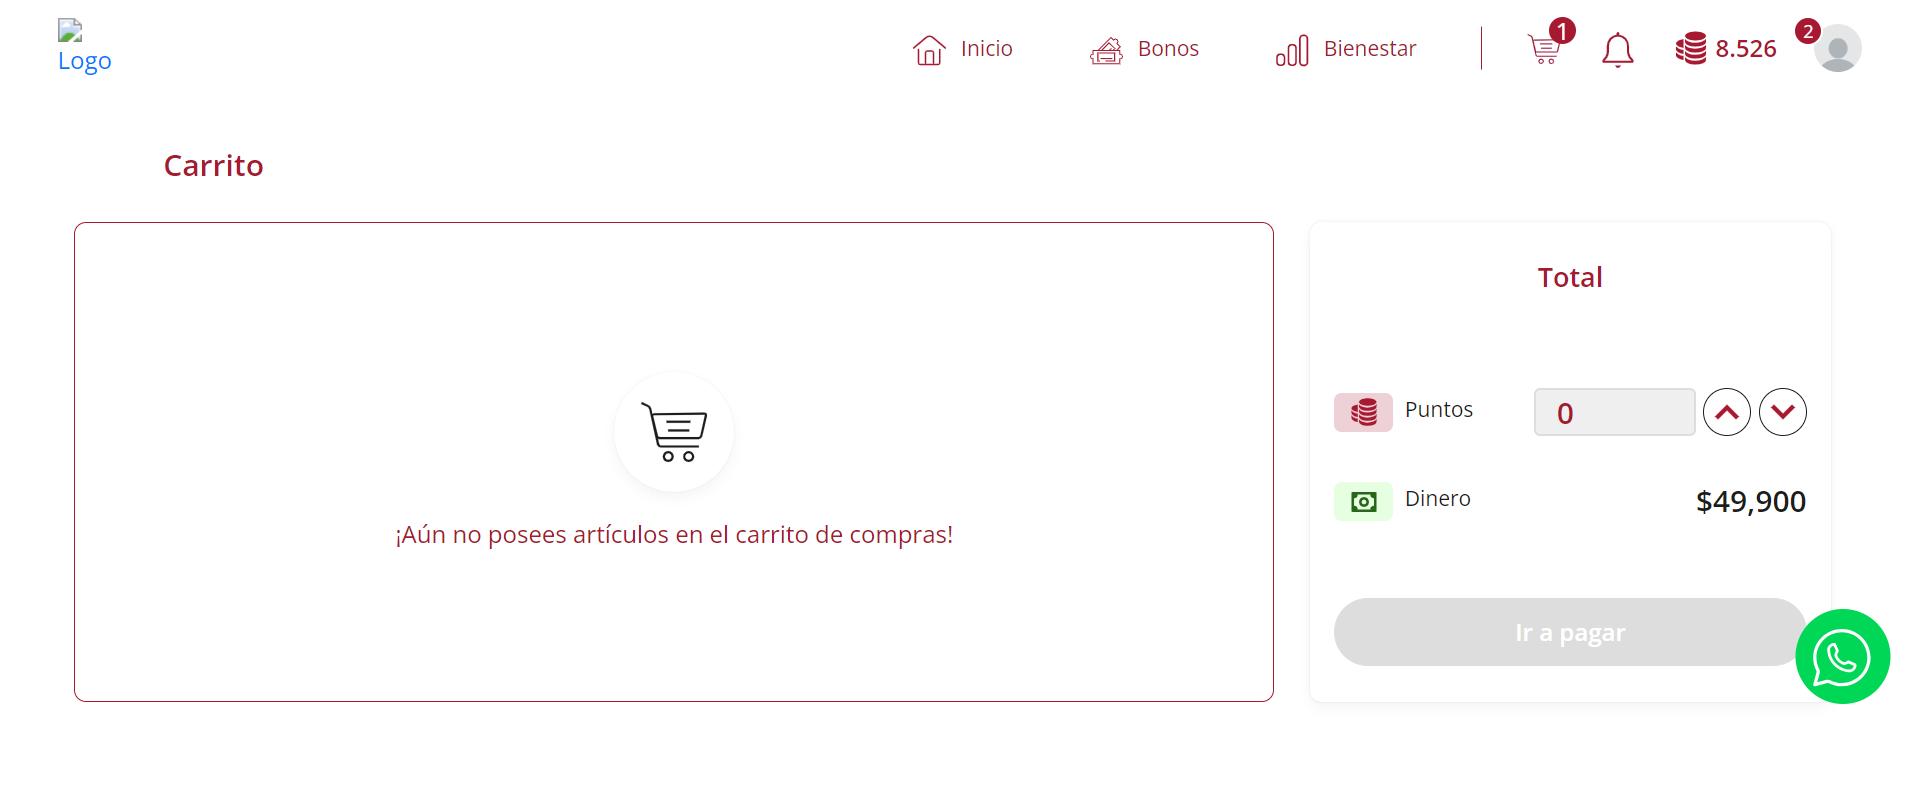 Logo
Inicio
Bonos
Bienestar
1
8.526
2
Carrito
¡Aún no posees artículos en el carrito de compras!
Total
Puntos
0
Dinero
$49,900
Ir a pagar